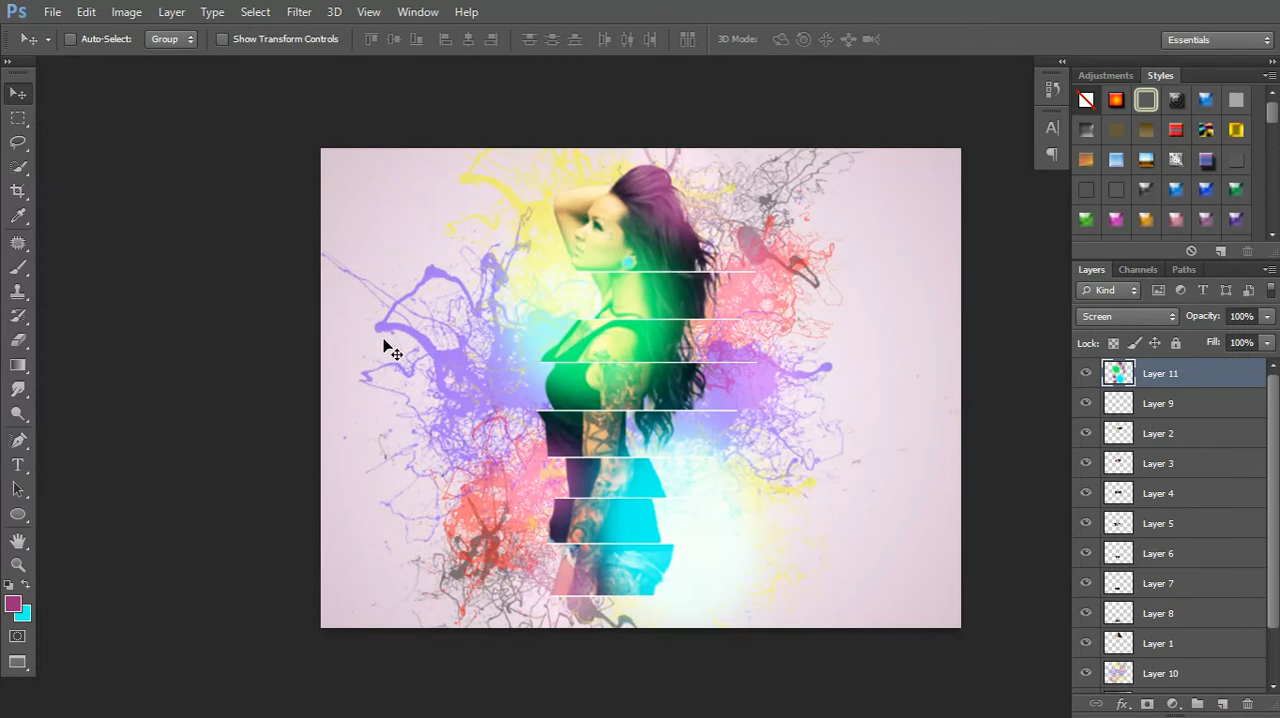 Ps File Edit Image Layer Type Select Filter 3D View Window Help
Auto-Select: Group Show Transform Controls 3D Mode: Essentials
Adjustments Styles
Layers Channels Paths
Kind
Screen Opacity: 100%
Lock: Fill: 100%
Layer 11
Layer 9
Layer 2
Layer 3
Layer 4
Layer 5
Layer 6
Layer 7
Layer 8
Layer 1
Layer 10